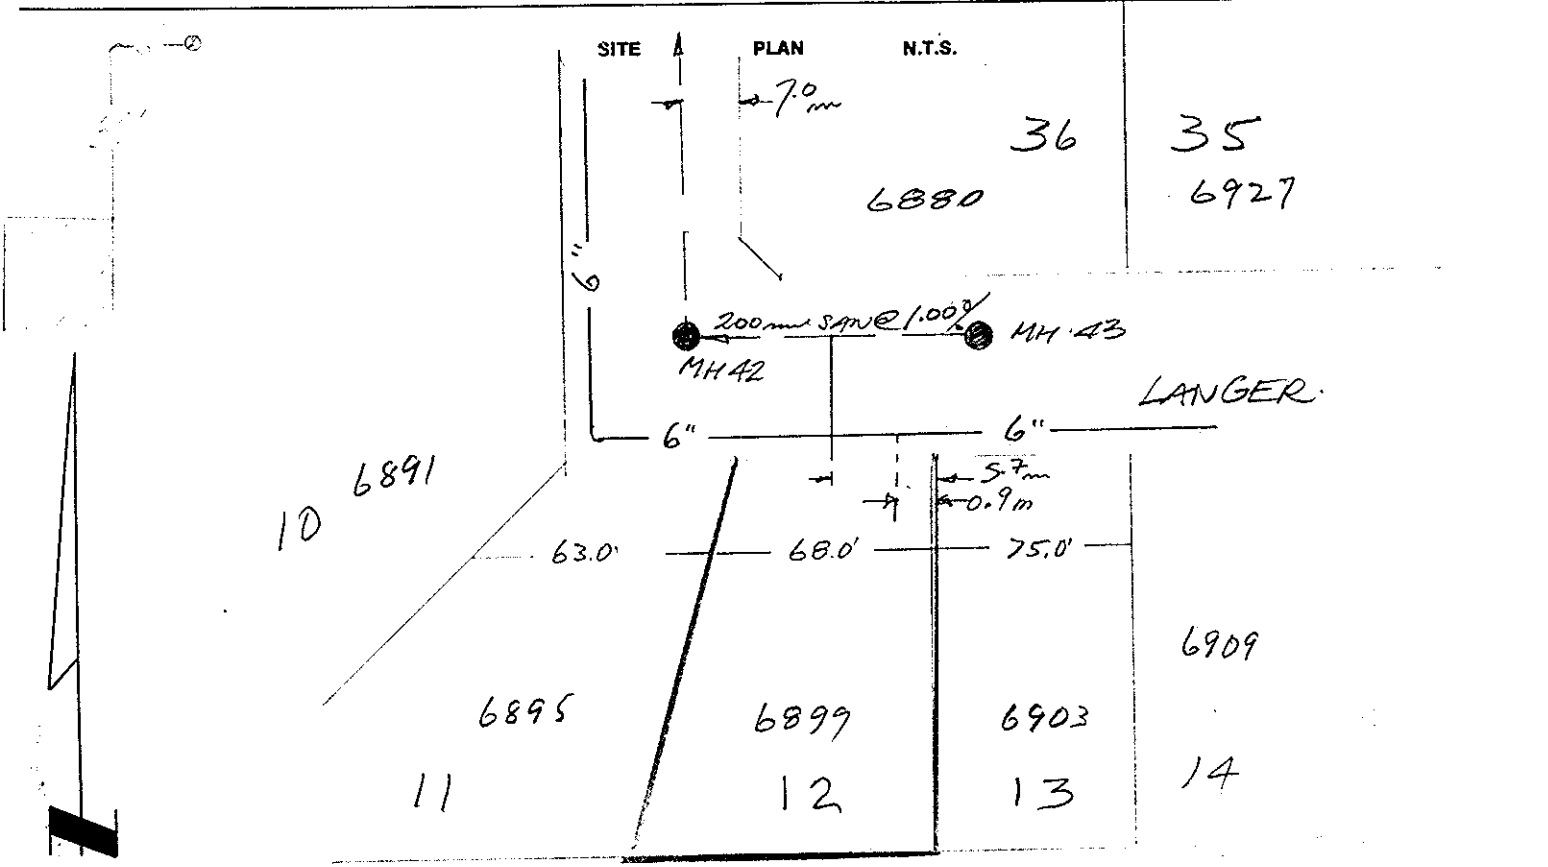 SITE PLAN N.T.S.
7.0m
36 35
6880 6927
6"
200mm SAN @ 1.00%
MH 43
MH 42
LANGER.
6" 6"
6891
5.7m
10 0.9m
63.0' 68.0' 75.0'
6909
6895 6899 6903
11 12 13 14